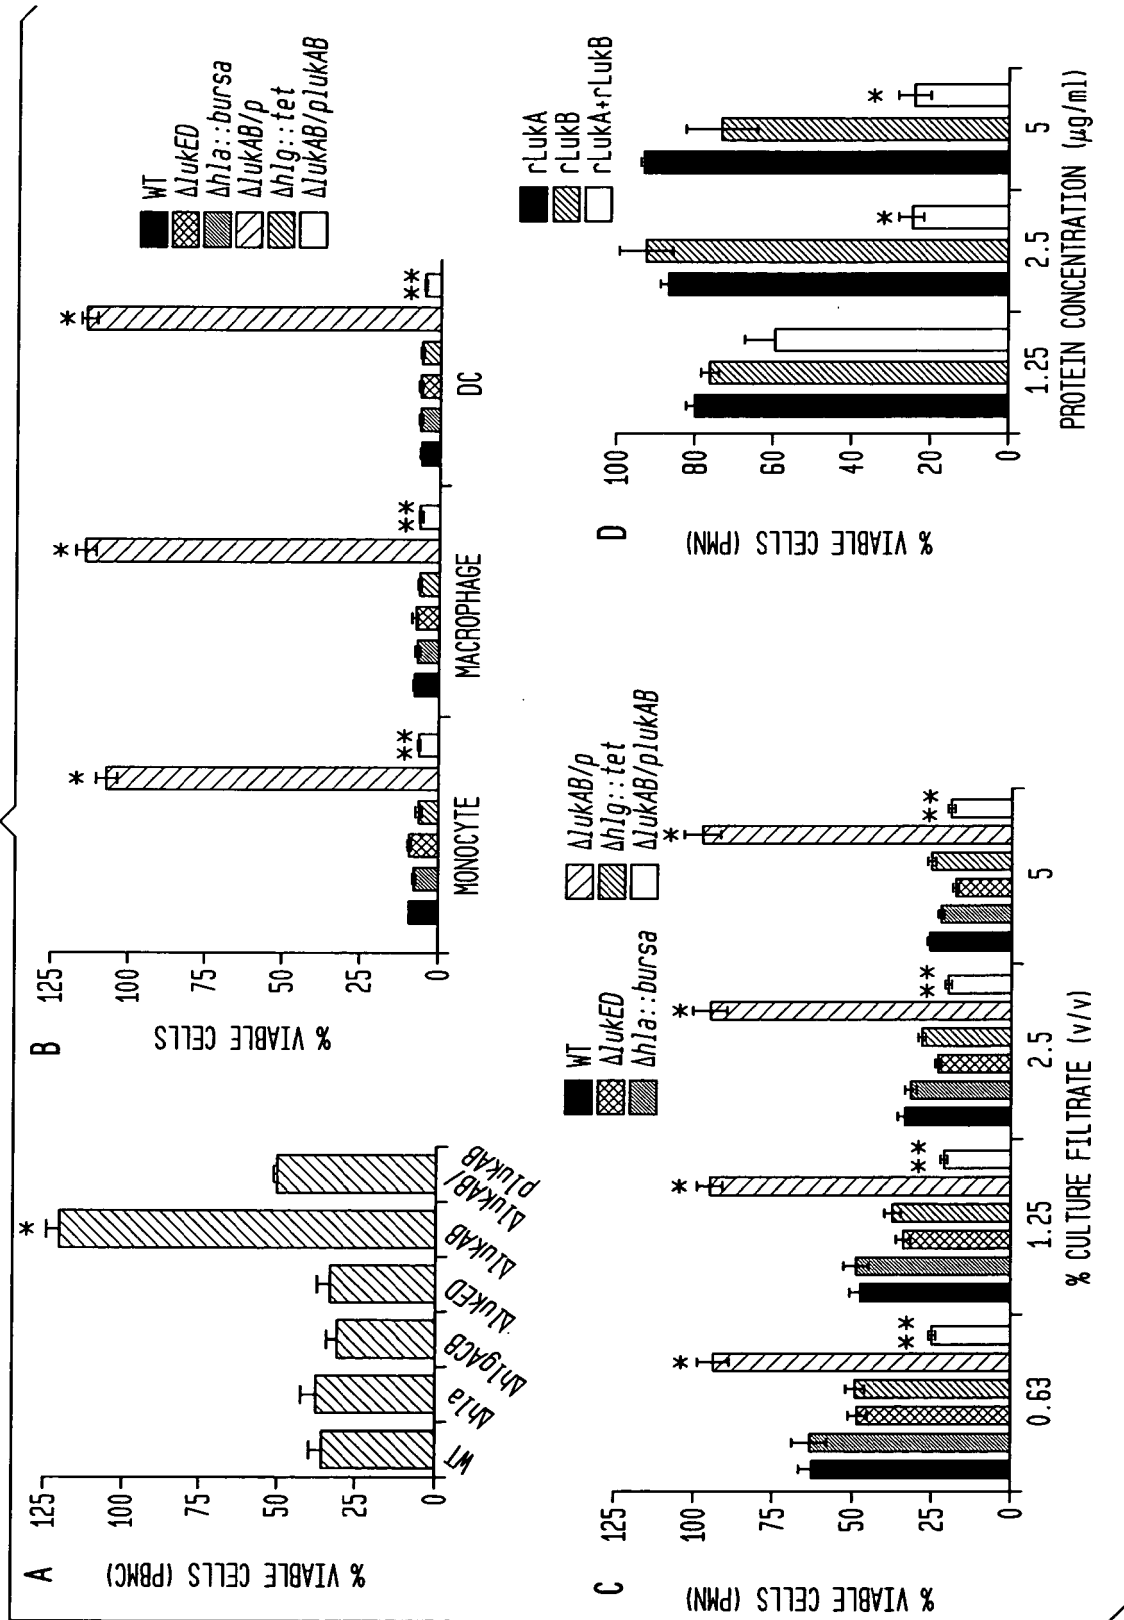 A
% VIABLE CELLS (PBMC)
125
100
75
50
25
0
WT
Δhla
ΔhlgACB
ΔlukED
ΔlukAB
ΔlukAB/
plukAB
*
B
% VIABLE CELLS
125
100
75
50
25
0
MONOCYTE
MACROPHAGE
DC
*
**
*
**
*
**
WT
ΔlukED
Δhla::bursa
ΔlukAB/p
Δhlg::tet
ΔlukAB/plukAB
C
% VIABLE CELLS (PMN)
125
100
75
50
25
0
0.63
1.25
2.5
5
% CULTURE FILTRATE (v/v)
*
**
*
**
*
**
*
**
WT
ΔlukED
Δhla::bursa
ΔlukAB/p
Δhlg::tet
ΔlukAB/plukAB
D
% VIABLE CELLS (PMN)
100
80
60
40
20
0
1.25
2.5
5
PROTEIN CONCENTRATION (μg/ml)
*
*
rLukA
rLukB
rLukA+rLukB